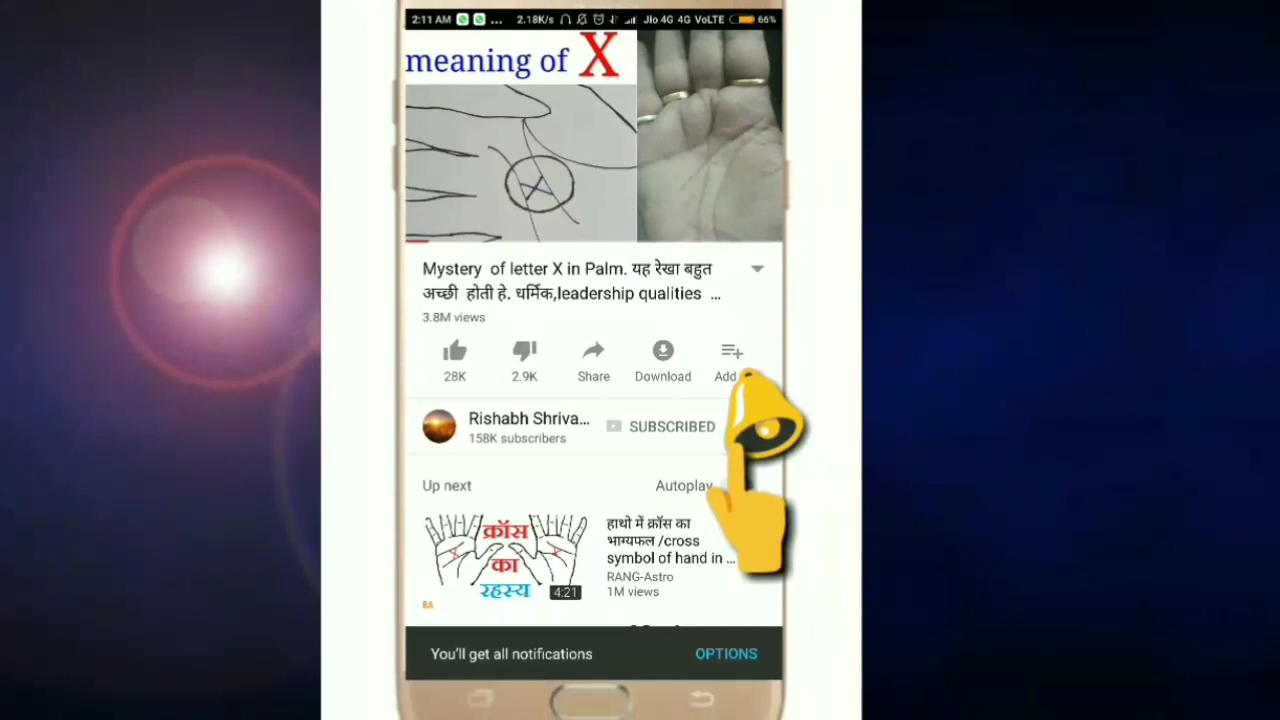 2:11 AM ... 2.18K/s Jio 4G 4G VoLTE 66%
meaning of X
X
Mystery of letter X in Palm. यह रेखा बहुत
अच्छी होती हे. धर्मिक,leadership qualities ...
3.8M views
28K 2.9K Share Download Add
Rishabh Shriva... SUBSCRIBED
158K subscribers
Up next Autoplay
क्रॉस
का
रहस्य
4:21
RA
हाथो में क्रॉस का
भाग्यफल /cross
symbol of hand in ...
RANG-Astro
1M views
You'll get all notifications OPTIONS